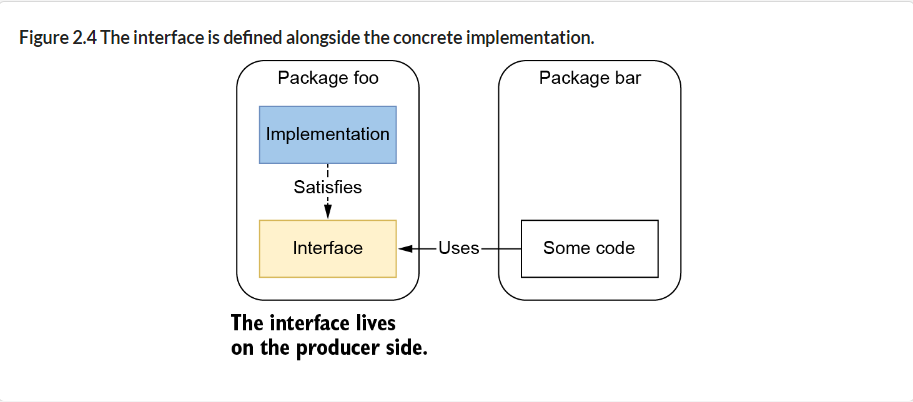 Figure 2.4 The interface is defined alongside the concrete implementation.
Package foo
Implementation
Satisfies
Interface
Uses
Package bar
Some code
The interface lives
on the producer side.